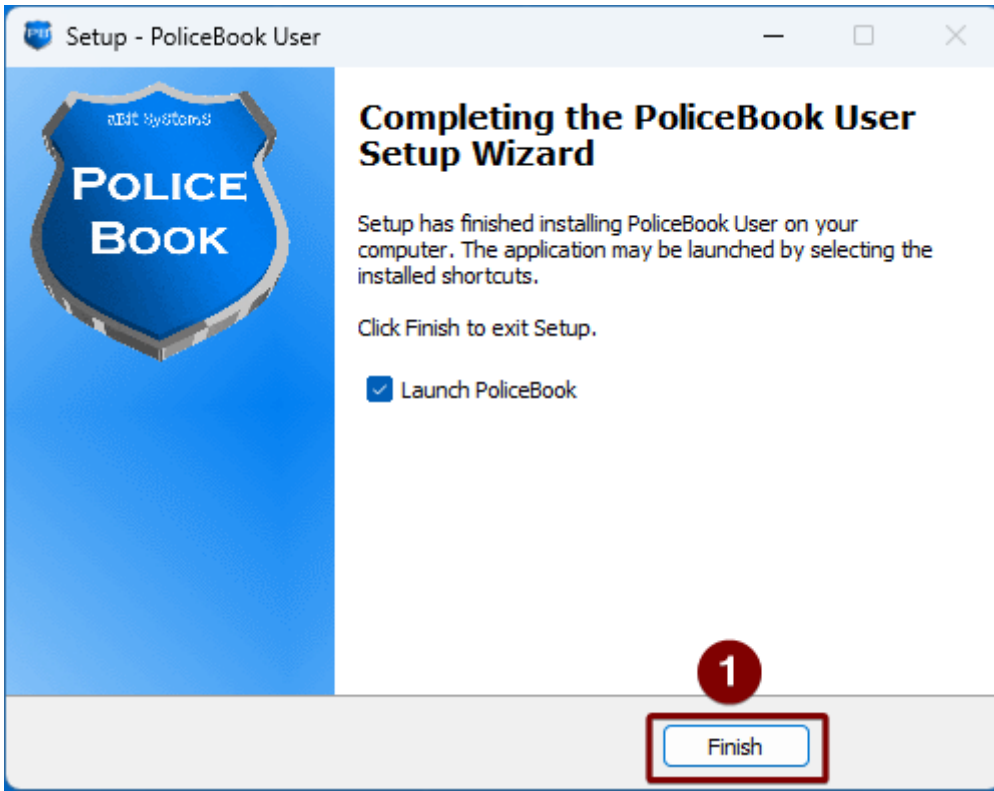 Setup - PoliceBook User
aBit Systems
POLICE
BOOK
Completing the PoliceBook User
Setup Wizard
Setup has finished installing PoliceBook User on your
computer. The application may be launched by selecting the
installed shortcuts.
Click Finish to exit Setup.
Launch PoliceBook
1
Finish